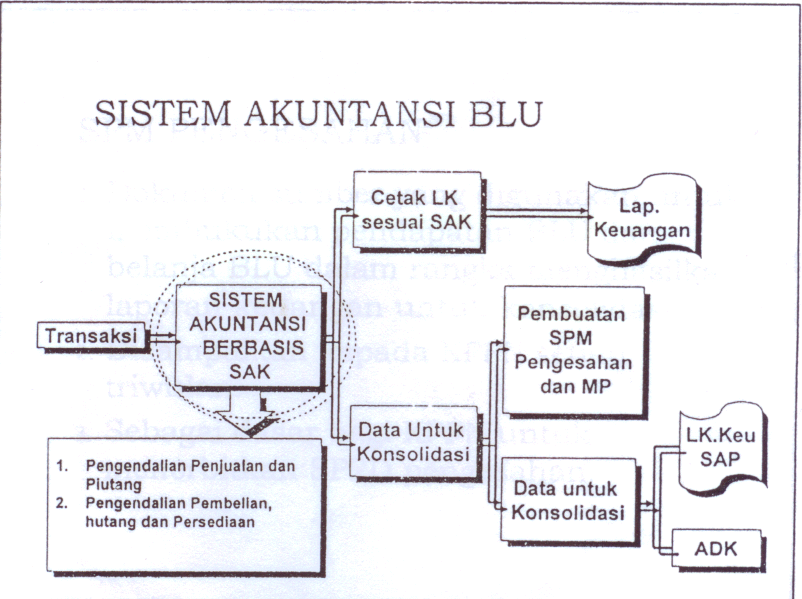 SISTEM AKUNTANSI BLU
Cetak LK
sesuai SAK
Lap.
Keuangan
Transaksi
SISTEM
AKUNTANSI
BERBASIS
SAK
Pembuatan
SPM
Pengesahan
dan MP
Data Untuk
Konsolidasi
LK.Keu
SAP
1. Pengendalian Penjualan dan
Piutang
2. Pengendalian Pembelian,
hutang dan Persediaan
Data untuk
Konsolidasi
ADK